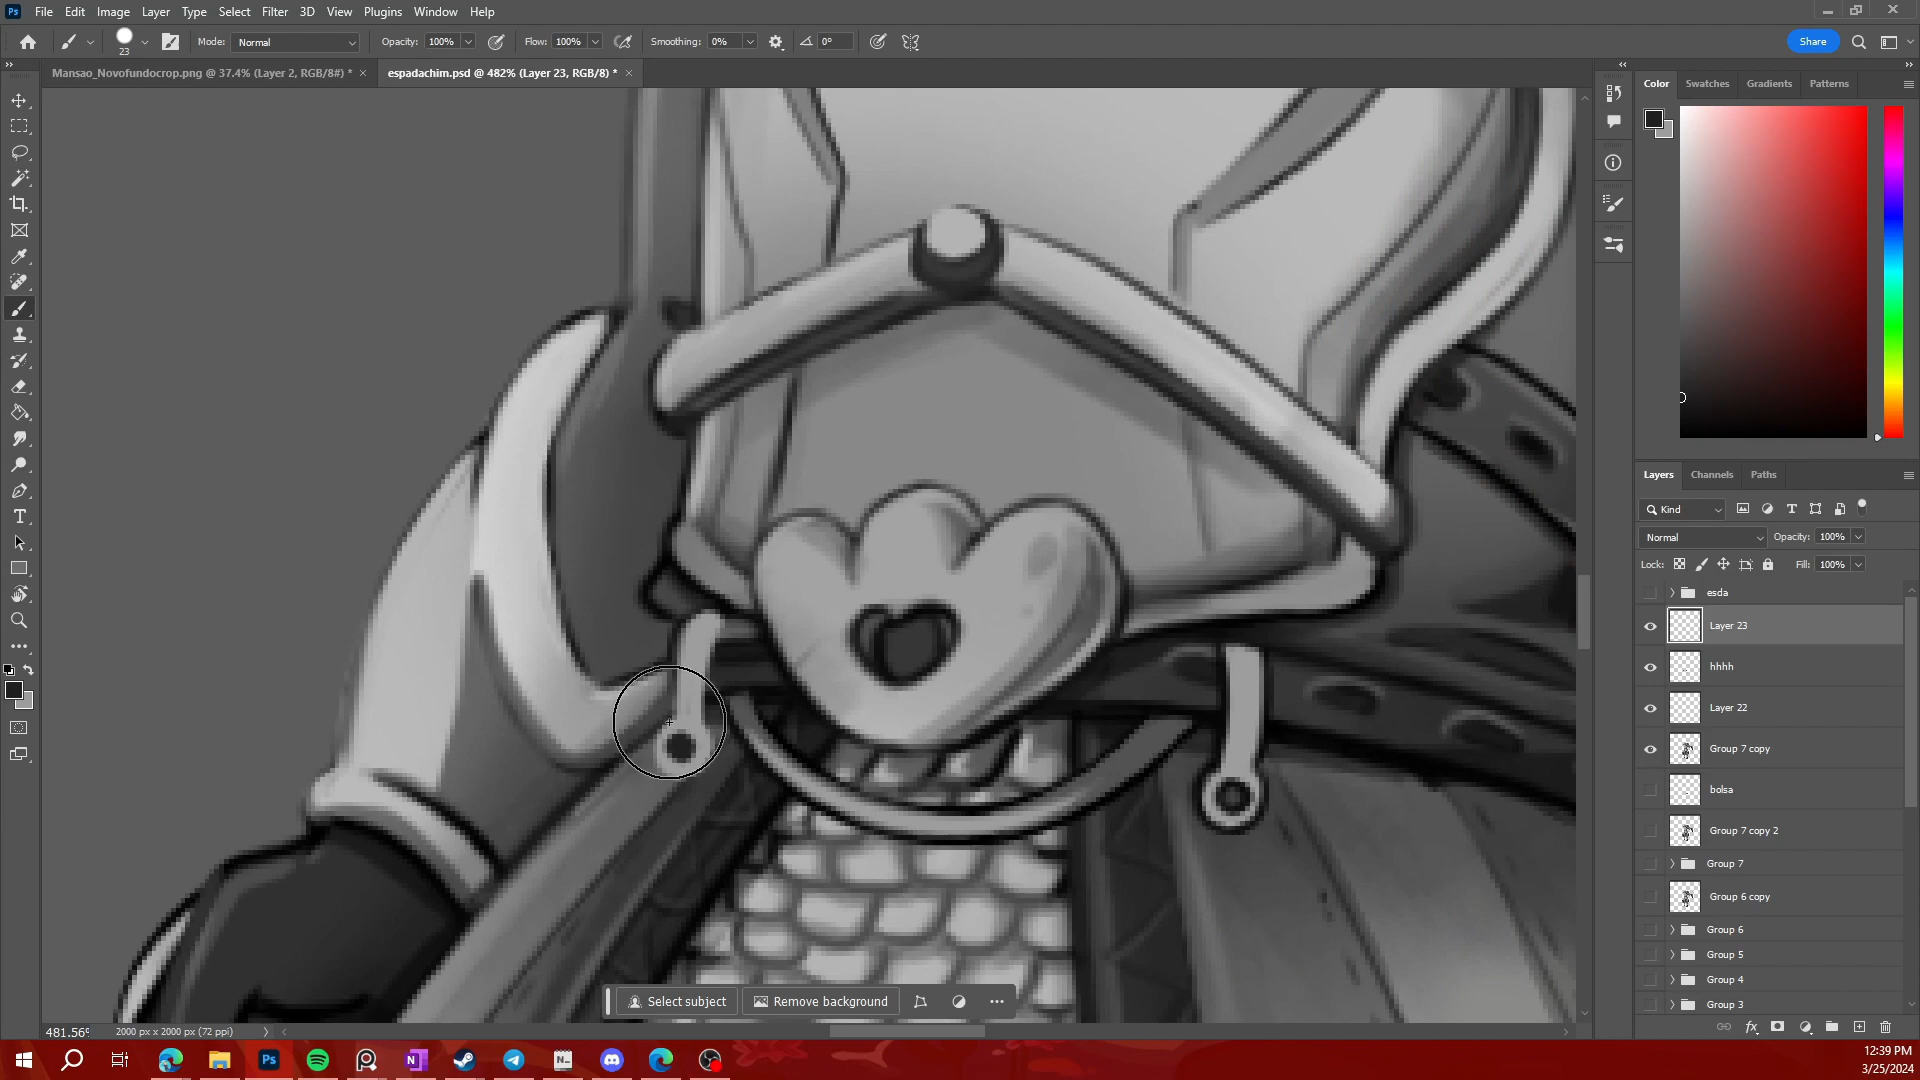 Ps File Edit Image Layer Type Select Filter 3D View Plugins Window Help
23 Mode: Normal Opacity: 100% Flow: 100% Smoothing: 0% 0° Share
Mansao_Novofundocrop.png @ 37.4% (Layer 2, RGB/8#) * × espadachim.psd @ 482% (Layer 23, RGB/8) * ×
Color Swatches Gradients Patterns
Layers Channels Paths
Kind
Normal Opacity: 100%
Lock: Fill: 100%
esda
Layer 23
hhhh
Layer 22
Group 7 copy
bolsa
Group 7 copy 2
Group 7
Group 6 copy
Group 6
Group 5
Group 4
Group 3
Select subject Remove background
481.56% 2000 px x 2000 px (72 ppi)
Ps
12:39 PM
3/25/2024